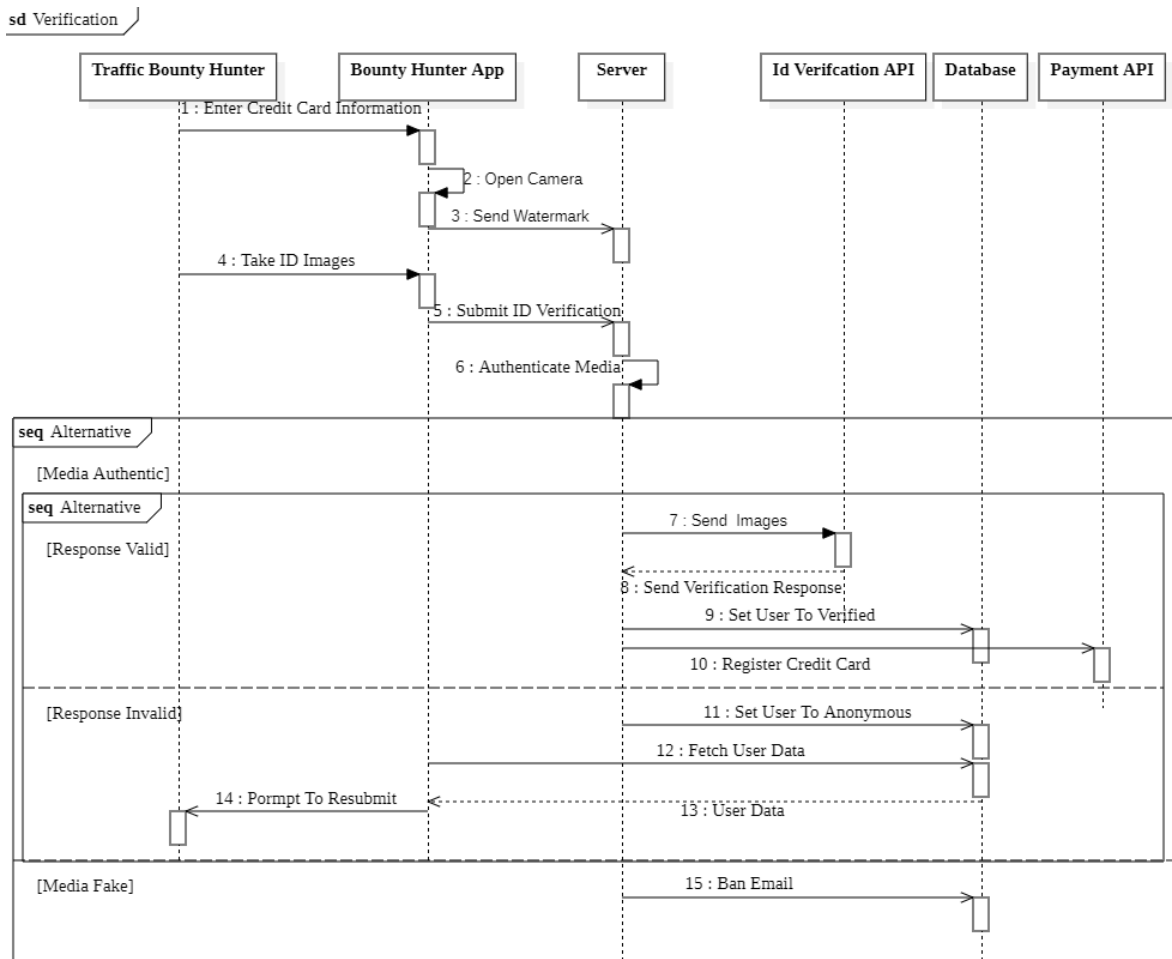 sd Verification
Traffic Bounty Hunter
Bounty Hunter App
Server
Id Verifcation API
Database
Payment API
1 : Enter Credit Card Information
2 : Open Camera
3 : Send Watermark
4 : Take ID Images
5 : Submit ID Verification
6 : Authenticate Media
seq Alternative
[Media Authentic]
seq Alternative
7 : Send Images
[Response Valid]
8 : Send Verification Response
9 : Set User To Verified
10 : Register Credit Card
[Response Invalid]
11 : Set User To Anonymous
12 : Fetch User Data
14 : Pormpt To Resubmit
13 : User Data
[Media Fake]
15 : Ban Email